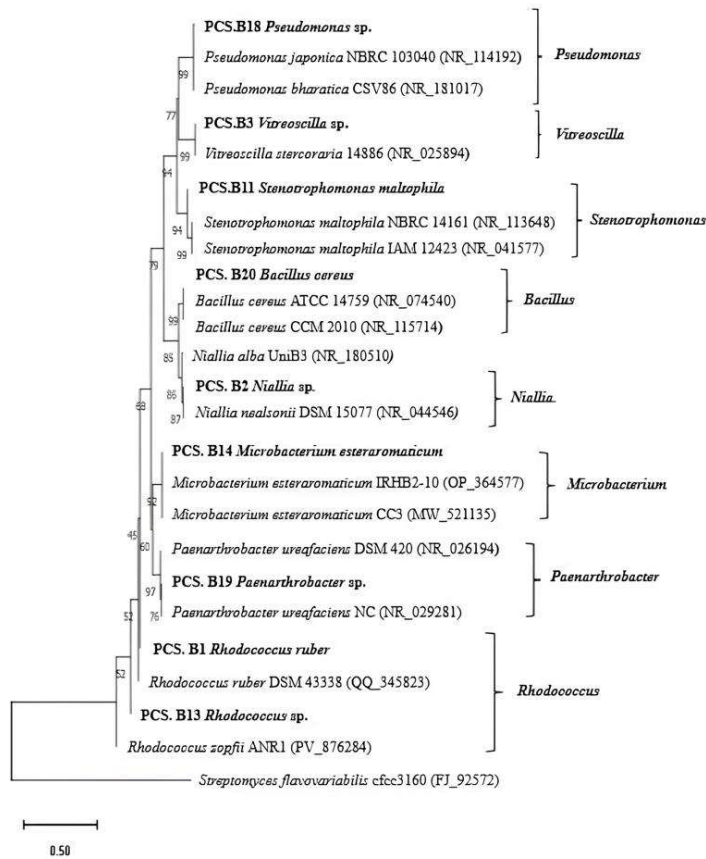 PCS.B18 Pseudomonas sp.
Pseudomonas japonica NBRC 103040 (NR_114192)
Pseudomonas
99
Pseudomonas bharatica CSV86 (NR_181017)
77
PCS.B3 Vitreoscilla sp.
Vitreoscilla
99
Vitreoscilla stercoraria 14886 (NR_025894)
94
PCS.B11 Stenotrophomonas maltophila
Stenotrophomonas maltophila NBRC 14161 (NR_113648)
Stenotrophomonas
94
99
Stenotrophomonas maltophila IAM 12423 (NR_041577)
79
PCS. B20 Bacillus cereus
Bacillus cereus ATCC 14759 (NR_074540)
Bacillus
99
Bacillus cereus CCM 2010 (NR_115714)
85
Niallia alba UniB3 (NR_180510)
PCS. B2 Niallia sp.
Niallia
86
87
Niallia nealsonii DSM 15077 (NR_044546)
68
PCS. B14 Microbacterium esteraromaticum
Microbacterium esteraromaticum IRHB2-10 (OP_364577)
Microbacterium
92
Microbacterium esteraromaticum CC3 (MW_521135)
45
60
Paenarthrobacter ureafaciens DSM 420 (NR_026194)
Paenarthrobacter
PCS. B19 Paenarthrobacter sp.
97
76
Paenarthrobacter ureafaciens NC (NR_029281)
52
PCS. B1 Rhodococcus ruber
52
Rhodococcus ruber DSM 43338 (QQ_345823)
Rhodococcus
PCS. B13 Rhodococcus sp.
Rhodococcus zopfii ANR1 (PV_876284)
Streptomyces flavovariabilis cfcc3160 (FJ_92572)
0.50